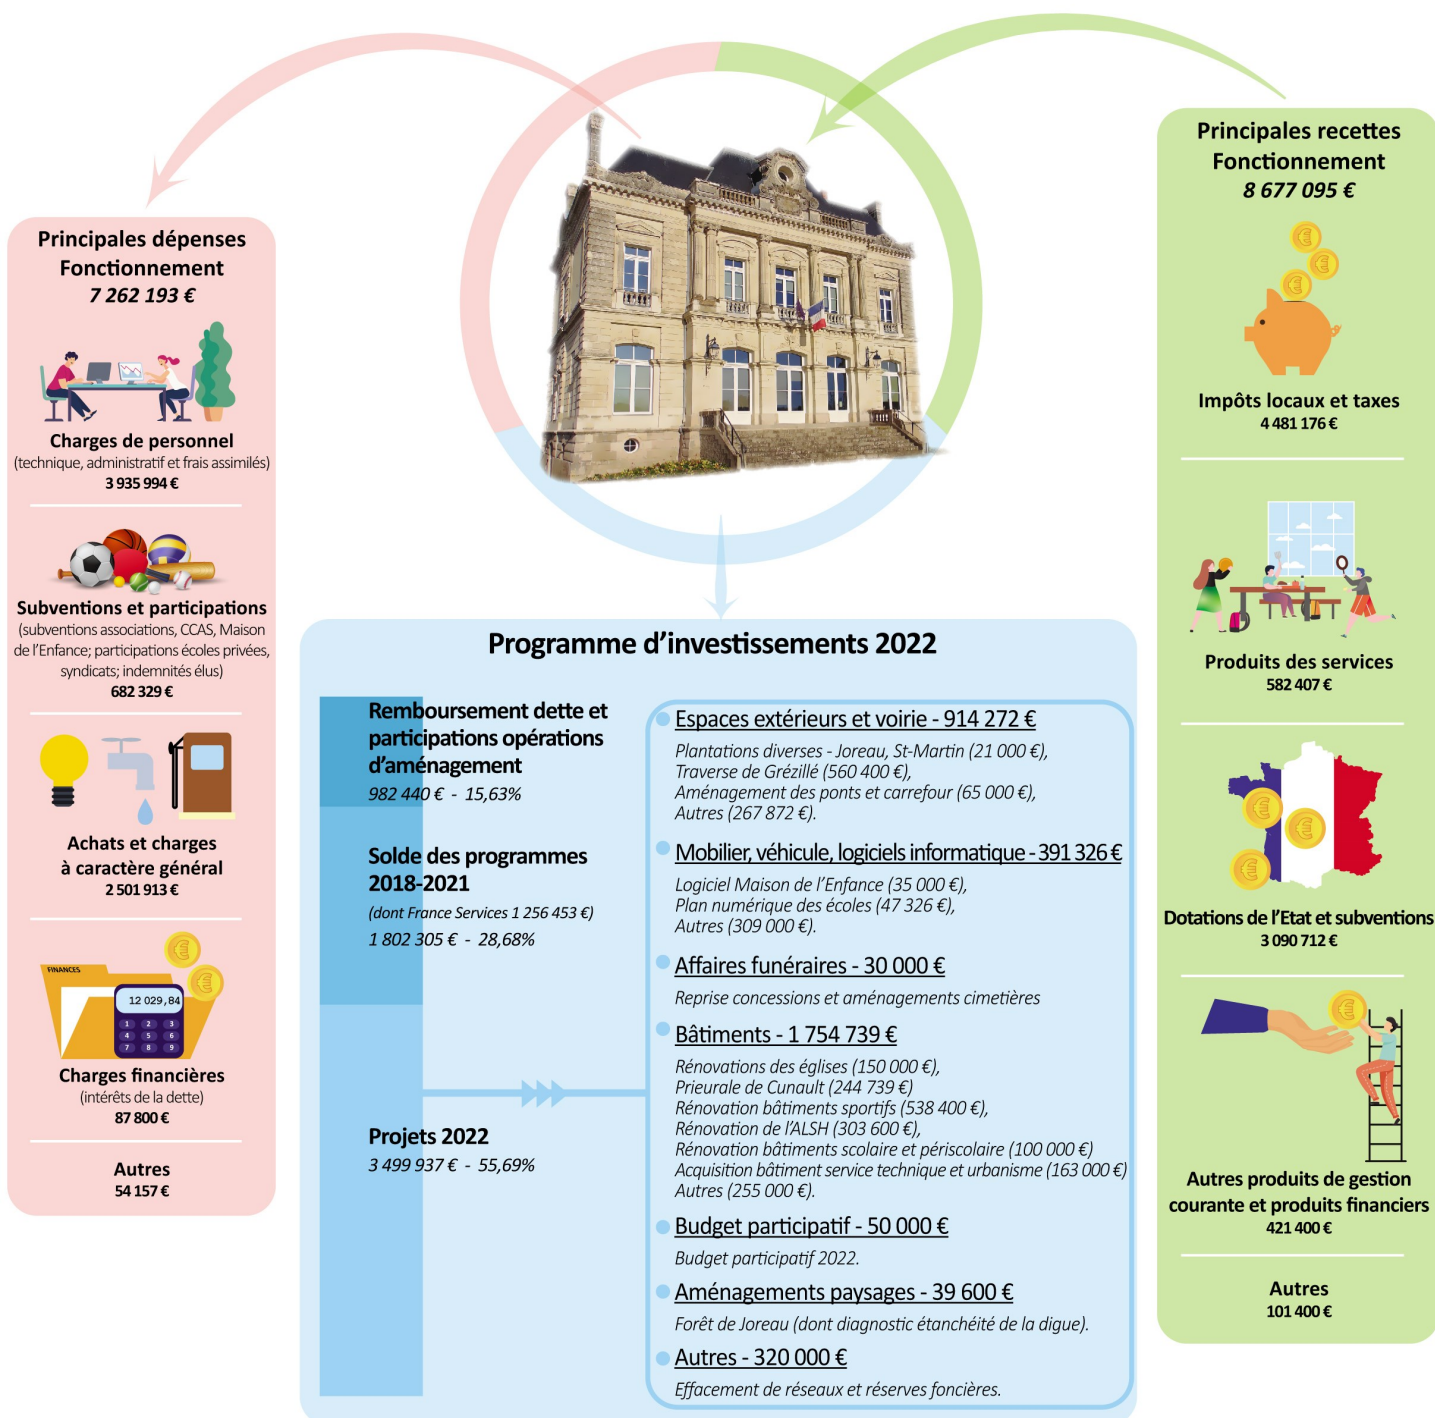 Principales dépenses
Fonctionnement
7 262 193 €
Charges de personnel
(technique, administratif et frais assimilés)
3 935 994 €
Subventions et participations
(subventions associations, CCAS, Maison
de l'Enfance; participations écoles privées,
syndicats; indemnités élus)
682 329 €
Achats et charges
à caractère général
2 501 913 €
FINANCES
12 029,84
1 2 3
4 5 6
7 8 9
Charges financières
(intérêts de la dette)
87 800 €
Autres
54 157 €
Programme d'investissements 2022
Remboursement dette et
participations opérations
d'aménagement
982 440 € - 15,63%
Solde des programmes
2018-2021
(dont France Services 1 256 453 €)
1 802 305 € - 28,68%
Projets 2022
3 499 937 € - 55,69%
Espaces extérieurs et voirie - 914 272 €
Plantations diverses - Joreau, St-Martin (21 000 €),
Traverse de Grézillé (560 400 €),
Aménagement des ponts et carrefour (65 000 €),
Autres (267 872 €).
Mobilier, véhicule, logiciels informatique - 391 326 €
Logiciel Maison de l'Enfance (35 000 €),
Plan numérique des écoles (47 326 €),
Autres (309 000 €).
Affaires funéraires - 30 000 €
Reprise concessions et aménagements cimetières
Bâtiments - 1 754 739 €
Rénovations des églises (150 000 €),
Prieurale de Cunault (244 739 €)
Rénovation bâtiments sportifs (538 400 €),
Rénovation de l'ALSH (303 600 €),
Rénovation bâtiments scolaire et périscolaire (100 000 €)
Acquisition bâtiment service technique et urbanisme (163 000 €)
Autres (255 000 €).
Budget participatif - 50 000 €
Budget participatif 2022.
Aménagements paysages - 39 600 €
Forêt de Joreau (dont diagnostic étanchéité de la digue).
Autres - 320 000 €
Effacement de réseaux et réserves foncières.
Principales recettes
Fonctionnement
8 677 095 €
Impôts locaux et taxes
4 481 176 €
Produits des services
582 407 €
Dotations de l'Etat et subventions
3 090 712 €
Autres produits de gestion
courante et produits financiers
421 400 €
Autres
101 400 €